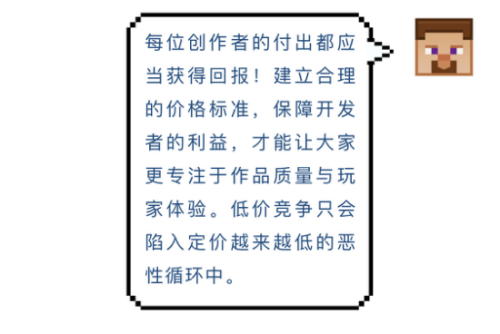 每位创作者的付出都应
当获得回报！建立合理
的价格标准，保障开发
者的利益，才能让大家
更专注于作品质量与玩
家体验。低价竞争只会
陷入定价越来越低的恶
性循环中。